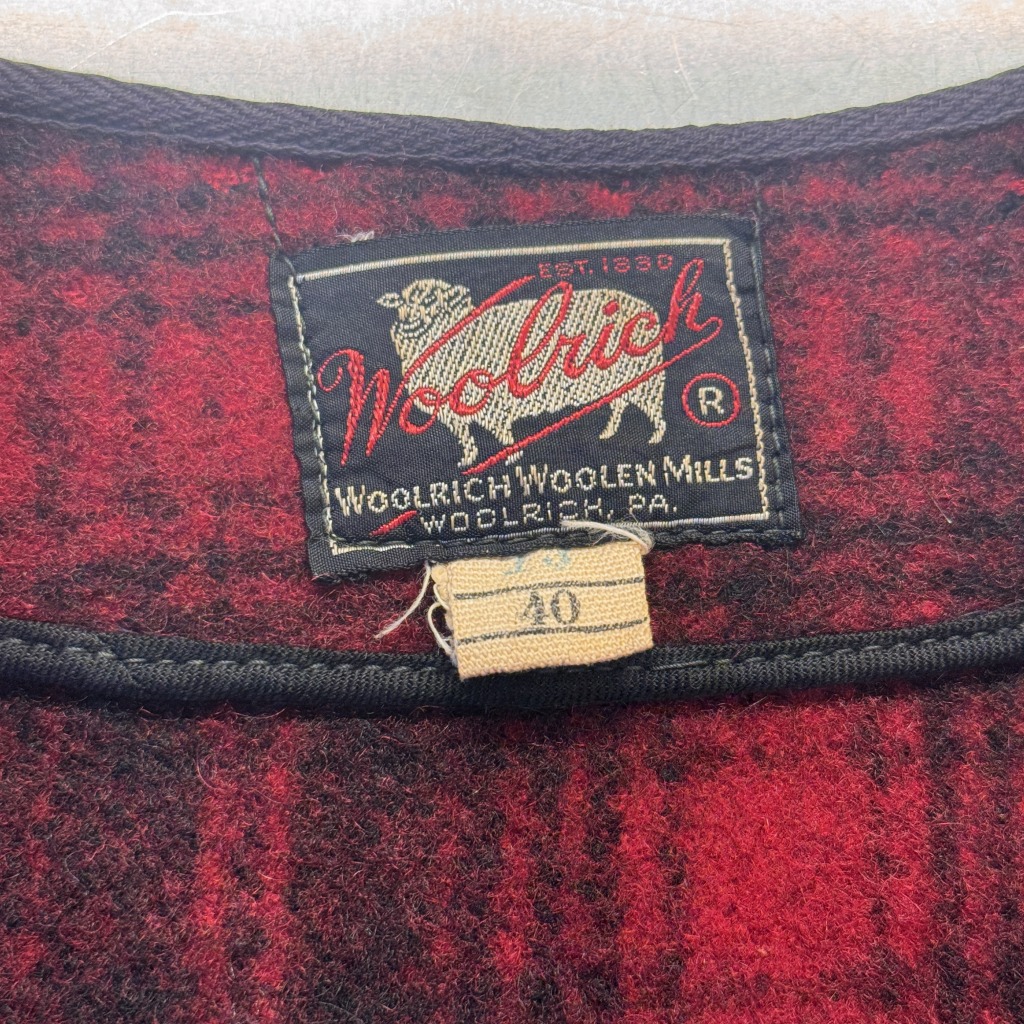 EST. 1830
Woolrich
®
WOOLRICH WOOLEN MILLS
WOOLRICH, PA.
40